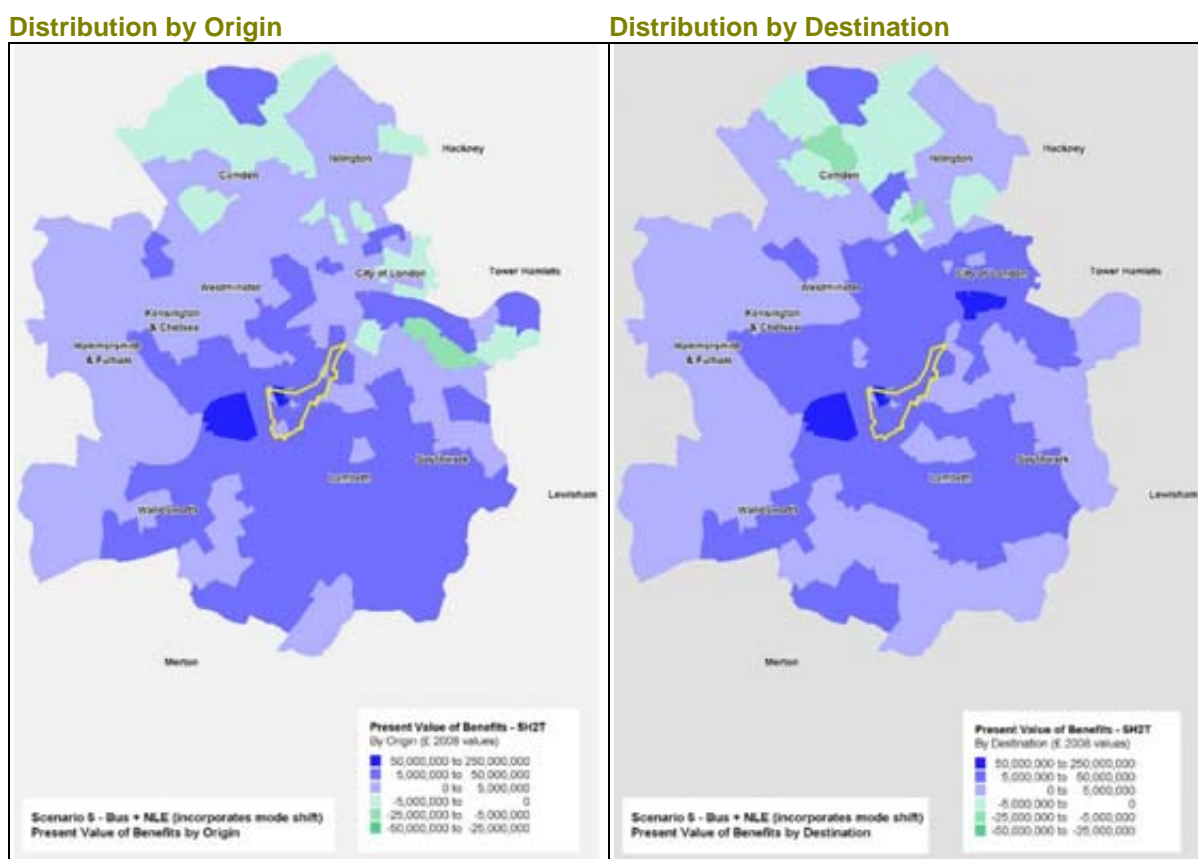 Distribution by Origin
Hackney
Islington
Camden
City of London
Tower Hamlets
Westminster
Kensington
& Chelsea
Hammersmith
& Fulham
Southwark
Lambeth
Lewisham
Wandsworth
Merton
Present Value of Benefits - SH2T
By Origin (£ 2008 values)
50,000,000 to 250,000,000
5,000,000 to 50,000,000
0 to 5,000,000
-5,000,000 to 0
-25,000,000 to -5,000,000
-50,000,000 to -25,000,000
Scenario 5 - Bus + NLE (incorporates mode shift)
Present Value of Benefits by Origin
Distribution by Destination
Hackney
Islington
Camden
City of London
Tower Hamlets
Westminster
Kensington
& Chelsea
Hammersmith
& Fulham
Southwark
Lambeth
Lewisham
Wandsworth
Merton
Present Value of Benefits - SH2T
By Destination (£ 2008 values)
50,000,000 to 250,000,000
5,000,000 to 50,000,000
0 to 5,000,000
-5,000,000 to 0
-25,000,000 to -5,000,000
-50,000,000 to -25,000,000
Scenario 5 - Bus + NLE (incorporates mode shift)
Present Value of Benefits by Destination